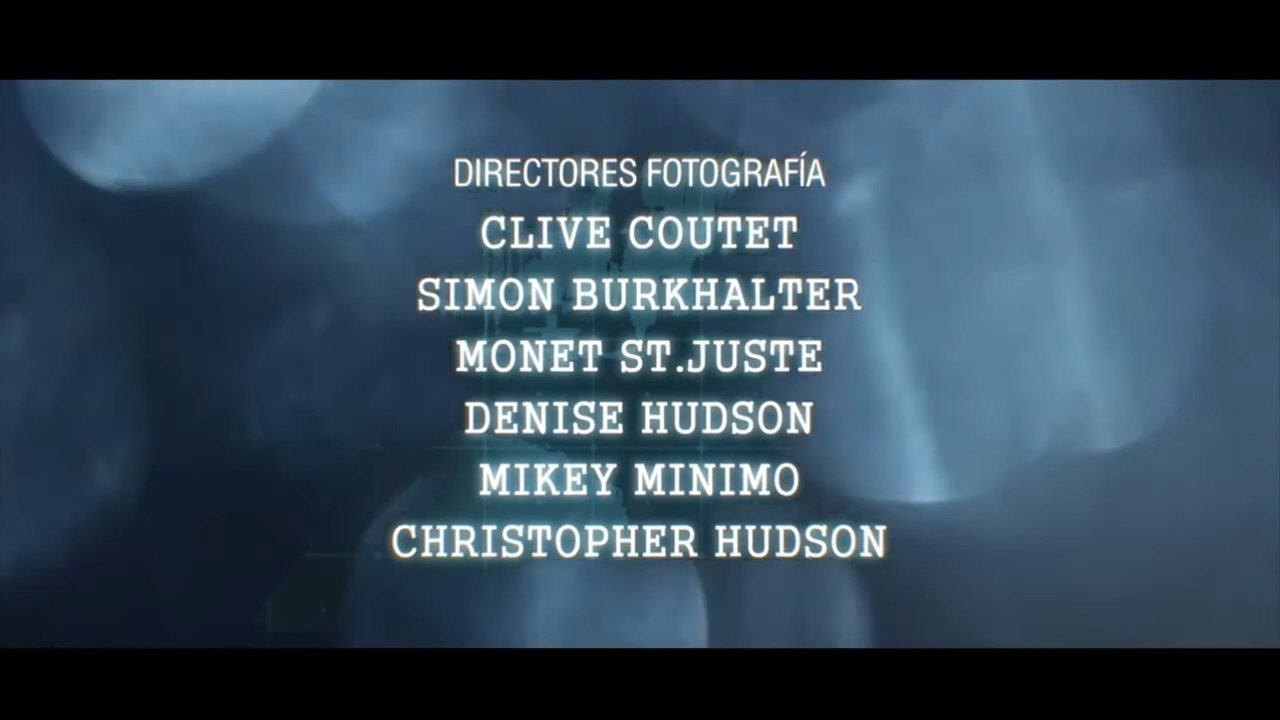 DIRECTORES FOTOGRAFÍA
CLIVE COUTET
SIMON BURKHALTER
MONET ST.JUSTE
DENISE HUDSON
MIKEY MINIMO
CHRISTOPHER HUDSON